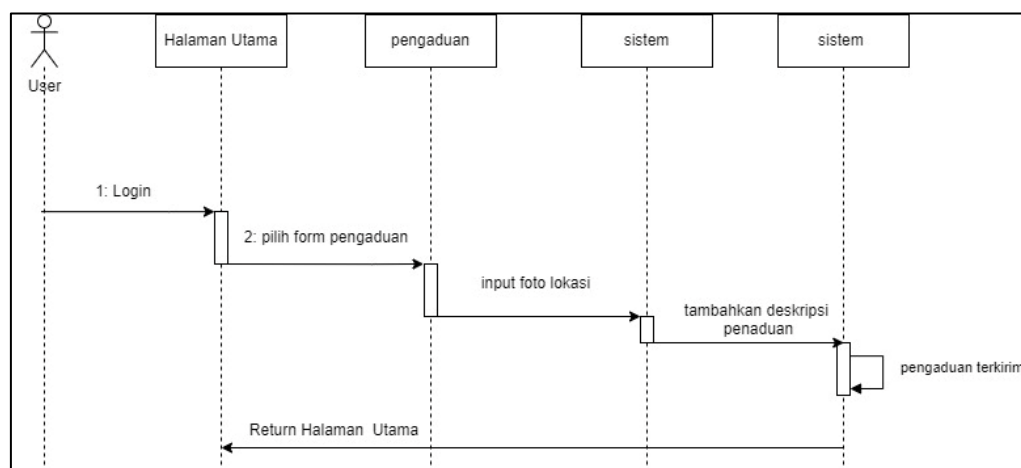 Halaman Utama
pengaduan
sistem
sistem
User
1: Login
2: pilih form pengaduan
input foto lokasi
tambahkan deskripsi
penaduan
pengaduan terkirim
Return Halaman Utama